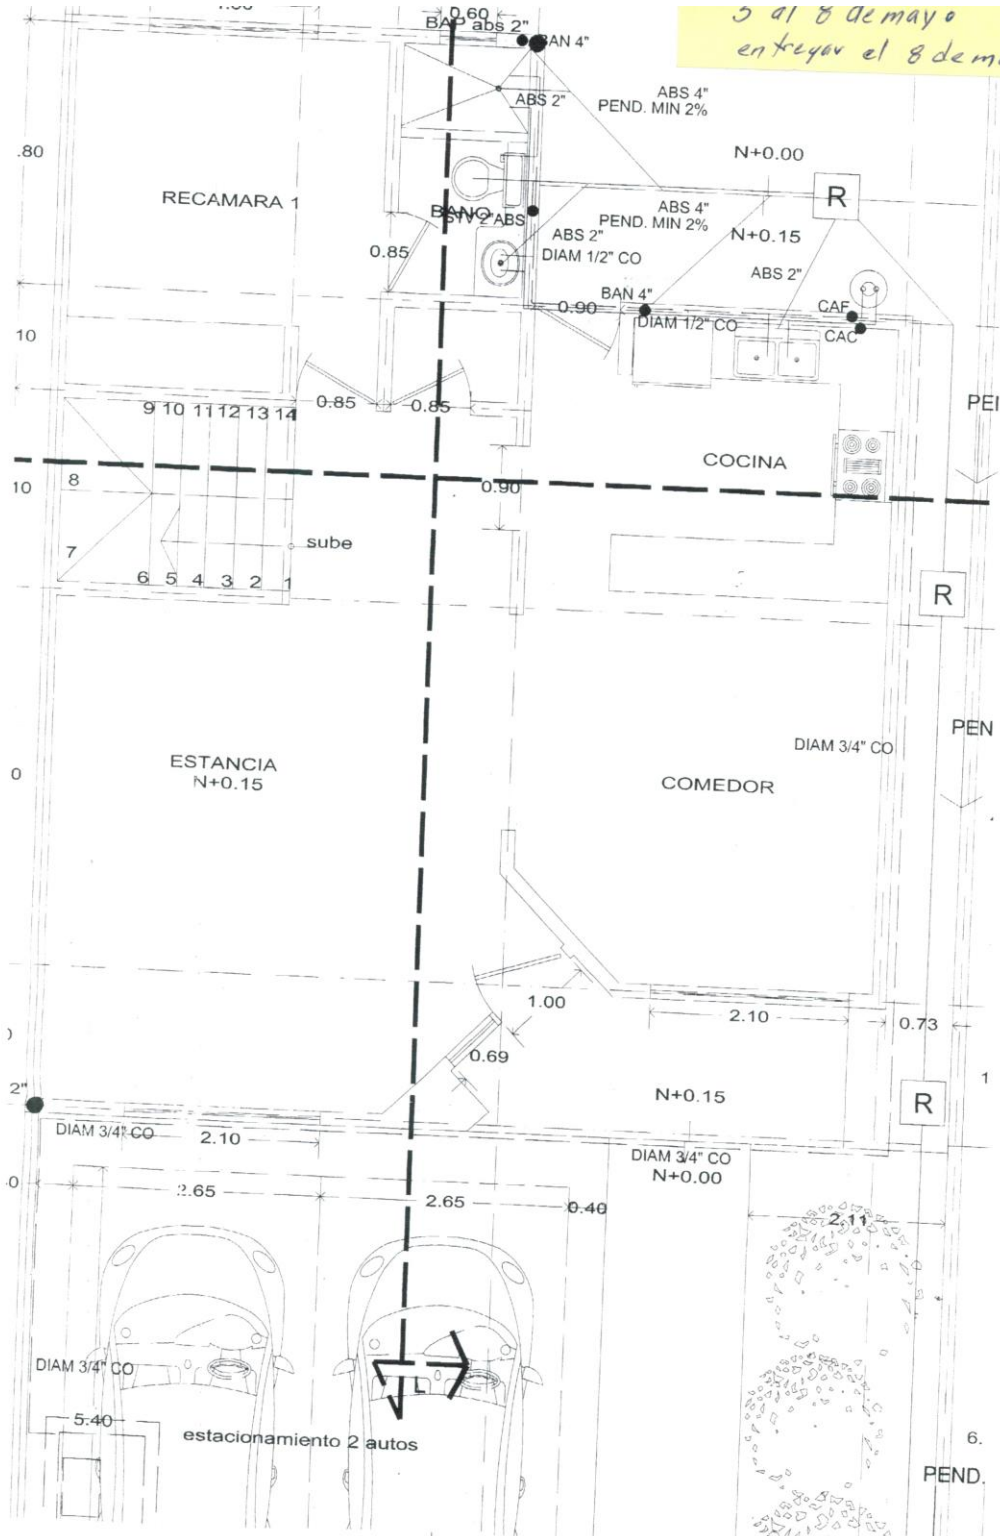 5 al 8 de mayo
entregar el 8 de m
0.60
BAP abs 2"
BAN 4"
ABS 2"
ABS 4"
PEND. MIN 2%
.80
N+0.00
RECAMARA 1
R
BANO
STV 2"ABS
ABS 4"
PEND. MIN 2%
N+0.15
ABS 2"
0.85
DIAM 1/2" CO
ABS 2"
BAN 4"
0.90
CAF
DIAM 1/2" CO
CAC
10
0.85
0.85
PEI
9 10 11 12 13 14
COCINA
8
10
0.90
sube
7
6 5 4 3 2 1
R
PEN
DIAM 3/4" CO
ESTANCIA
N+0.15
0
COMEDOR
1.00
2.10
0.73
0.69
1
2"
N+0.15
R
DIAM 3/4" CO
2.10
DIAM 3/4" CO
N+0.00
2.65
2.65
0.40
2.11
DIAM 3/4" CO
L
5.40
estacionamiento 2 autos
6.
PEND.